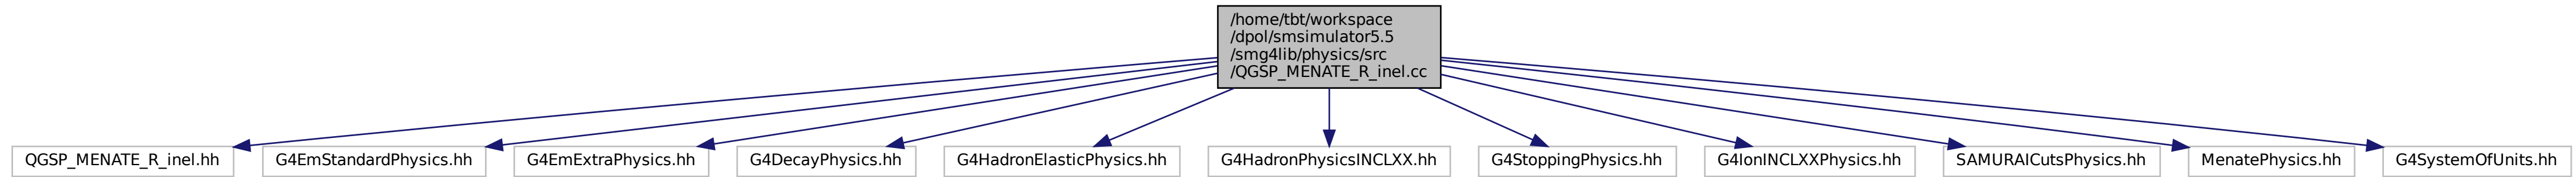 /home/tbt/workspace
/dpol/smsimulator5.5
/smg4lib/physics/src
/QGSP_MENATE_R_inel.cc
QGSP_MENATE_R_inel.hh
G4EmStandardPhysics.hh
G4EmExtraPhysics.hh
G4DecayPhysics.hh
G4HadronElasticPhysics.hh
G4HadronPhysicsINCLXX.hh
G4StoppingPhysics.hh
G4IonINCLXXPhysics.hh
SAMURAICutsPhysics.hh
MenatePhysics.hh
G4SystemOfUnits.hh